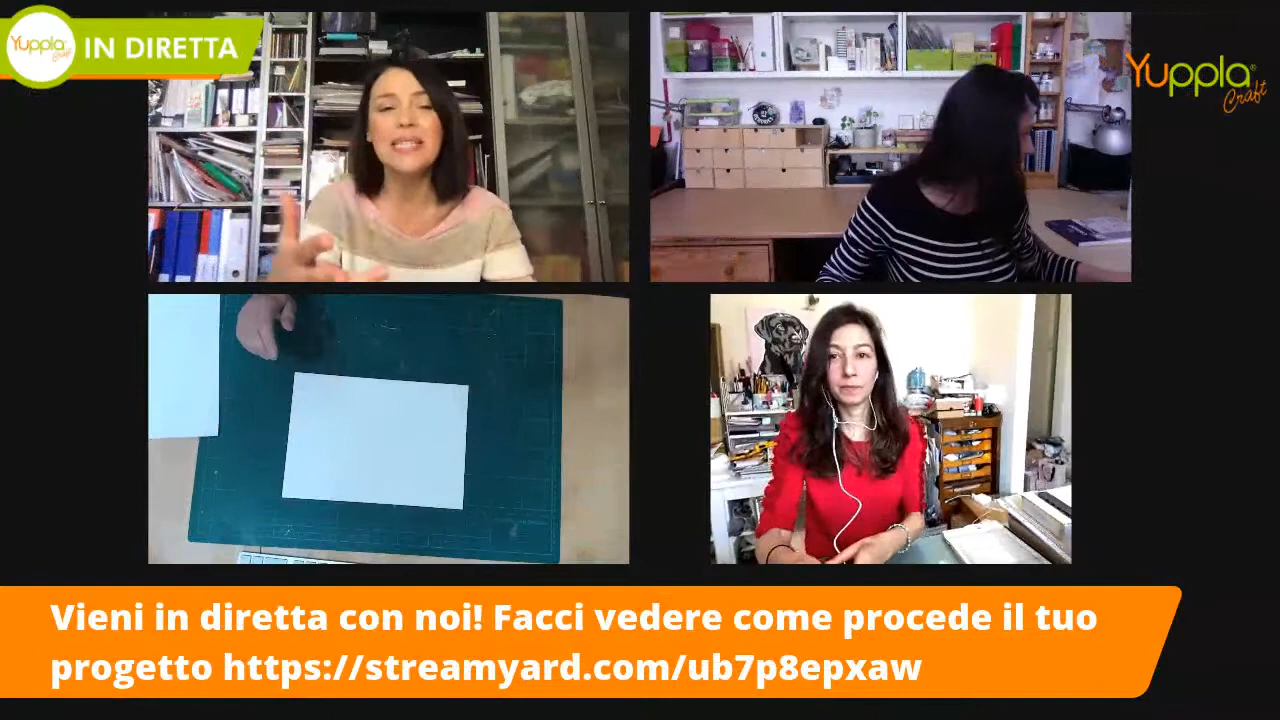 Yuppla Craft
IN DIRETTA
Yuppla®
Craft
Vieni in diretta con noi! Facci vedere come procede il tuo
progetto https://streamyard.com/ub7p8epxaw